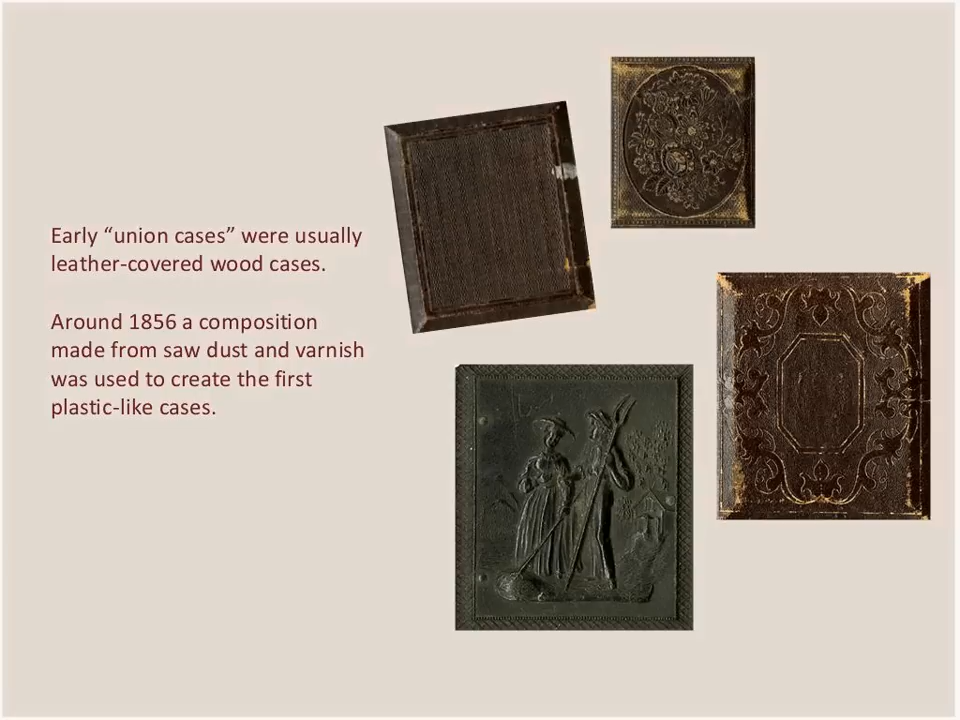 Early “union cases” were usually
leather-covered wood cases.
Around 1856 a composition
made from saw dust and varnish
was used to create the first
plastic-like cases.